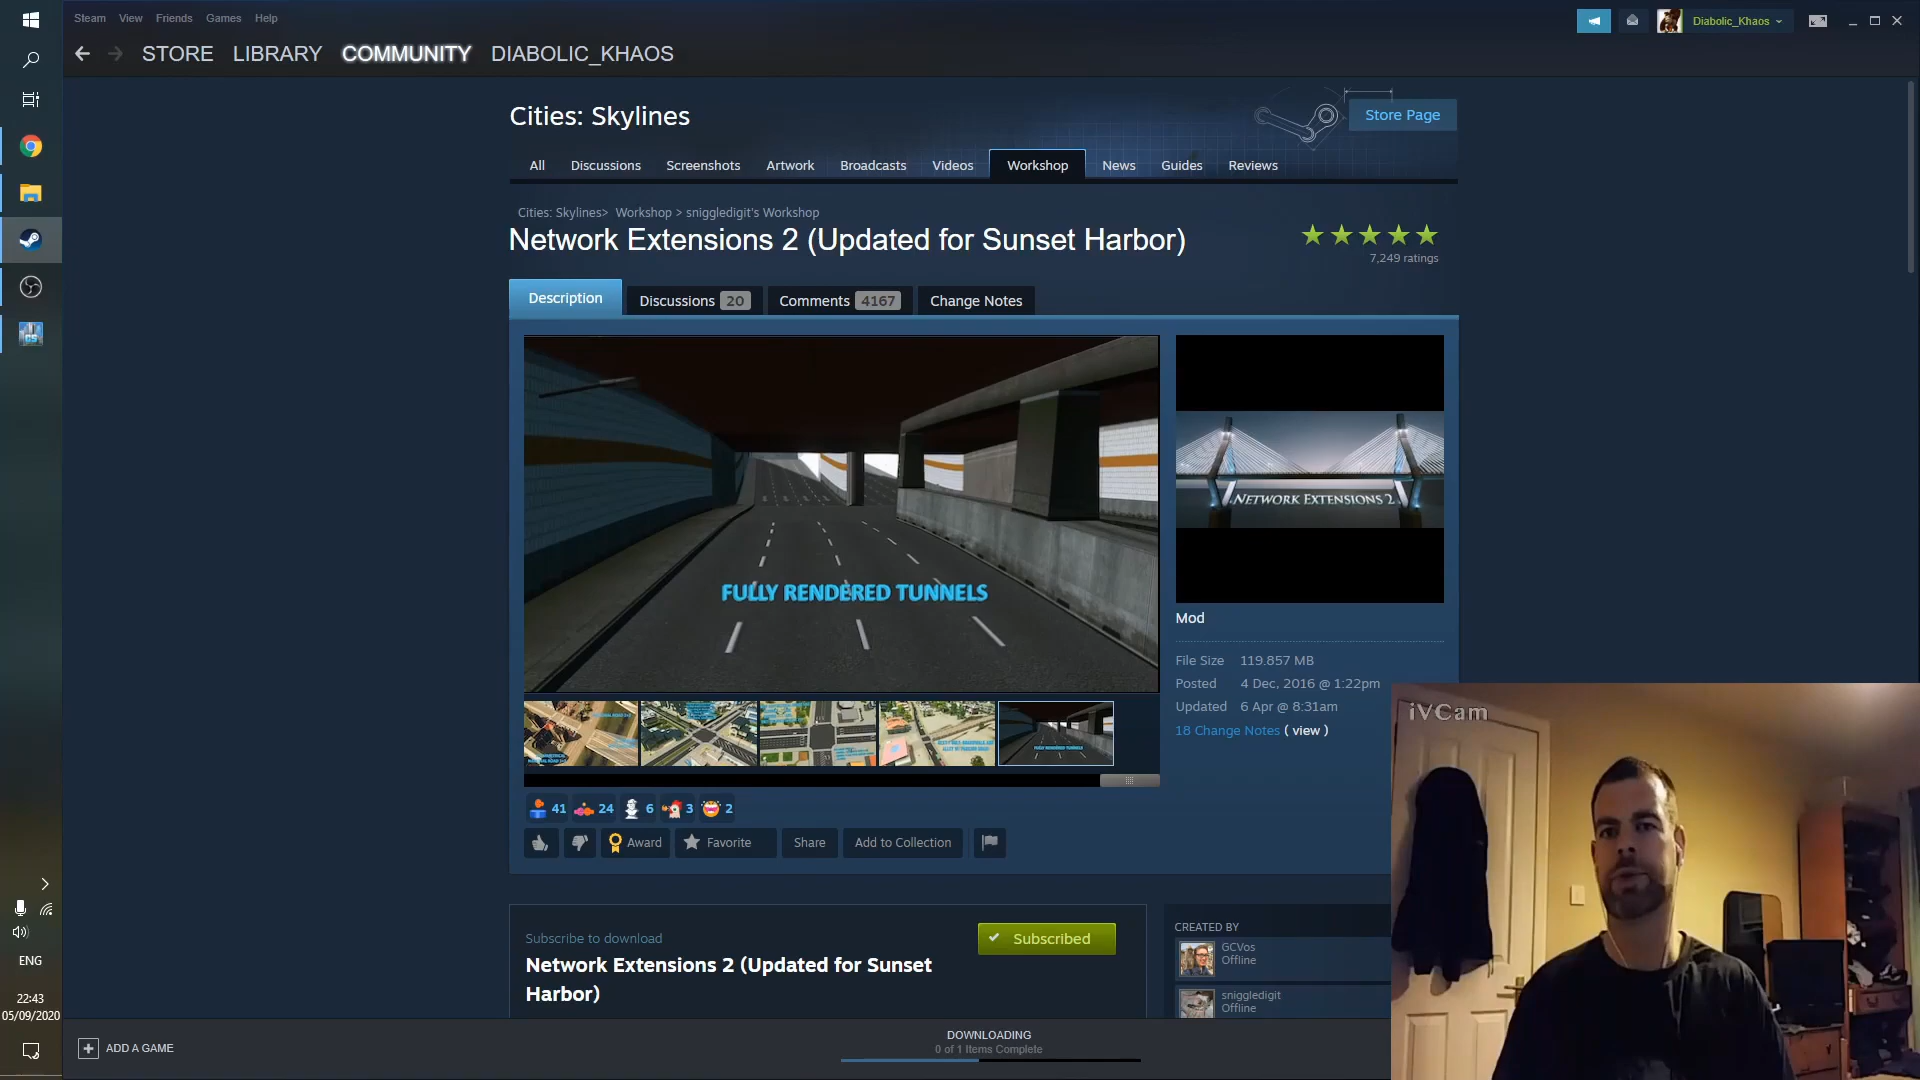 Steam View Friends Games Help
Diabolic_Khaos
STORE LIBRARY COMMUNITY DIABOLIC_KHAOS
Cities: Skylines
Store Page
All Discussions Screenshots Artwork Broadcasts Videos Workshop News Guides Reviews
Cities: Skylines> Workshop > sniggledigit's Workshop
Network Extensions 2 (Updated for Sunset Harbor)
7,249 ratings
Description Discussions 20 Comments 4167 Change Notes
FULLY RENDERED TUNNELS
NETWORK EXTENSIONS 2
Mod
File Size 119.857 MB
Posted 4 Dec, 2016 @ 1:22pm
Updated 6 Apr @ 8:31am
18 Change Notes ( view )
FULLY RENDERED TUNNELS
41 24 6 3 2
Award Favorite Share Add to Collection
Subscribe to download
Network Extensions 2 (Updated for Sunset
Harbor)
Subscribed
CREATED BY
GCVos
Offline
sniggledigit
Offline
iVCam
ENG
22:43
05/09/2020
ADD A GAME
DOWNLOADING
0 of 1 Items Complete